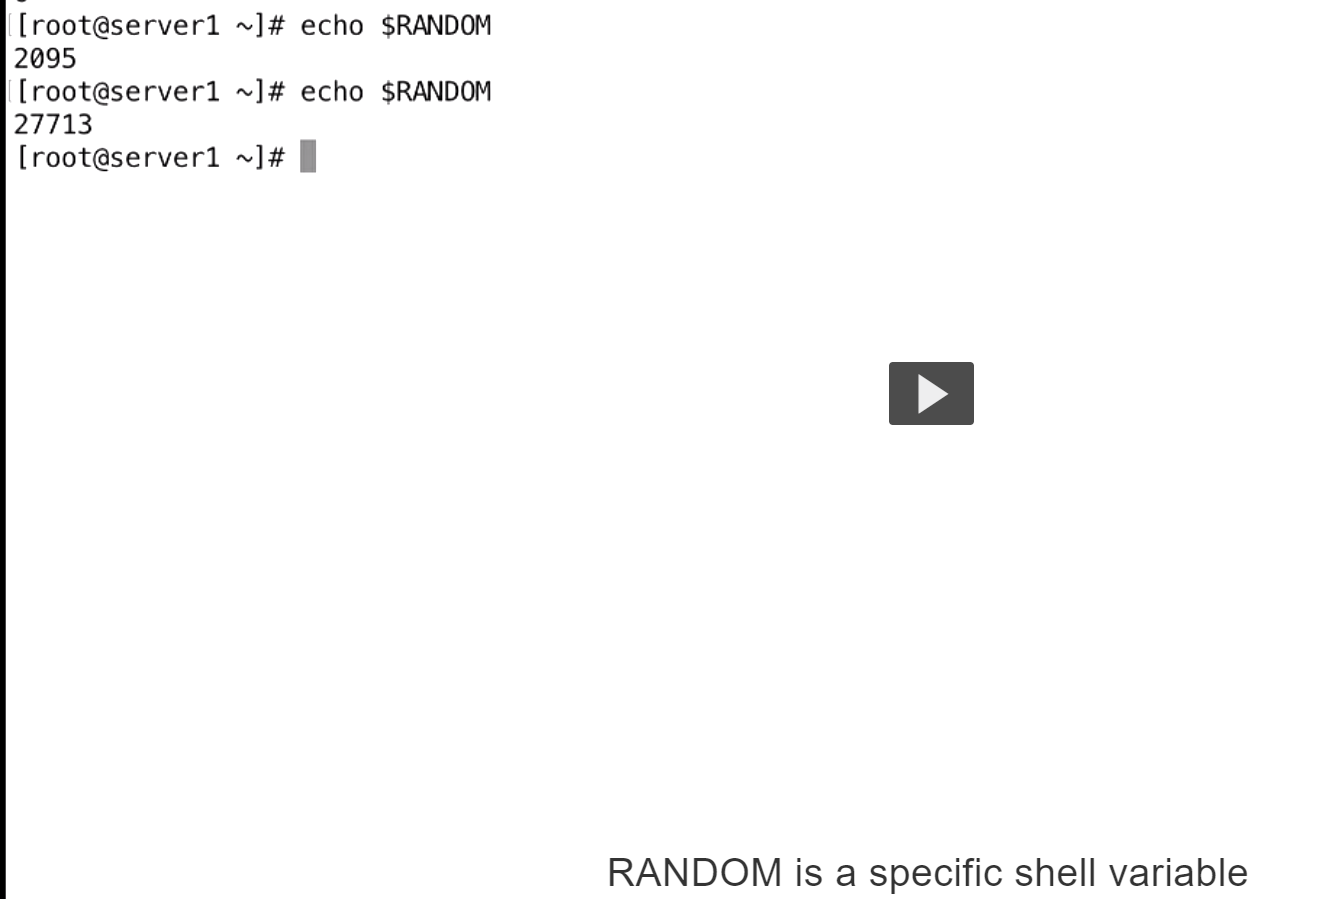 [root@server1 ~]# echo $RANDOM
2095
[root@server1 ~]# echo $RANDOM
27713
[root@server1 ~]#
RANDOM is a specific shell variable